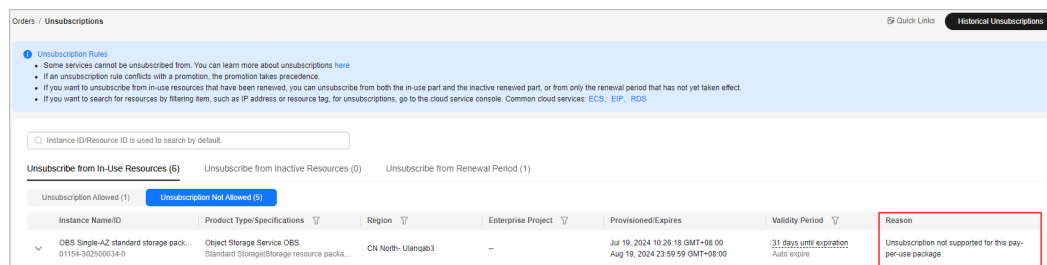 Orders / Unsubscriptions
Quick Links
Historical Unsubscriptions
Unsubscription Rules
• Some services cannot be unsubscribed from. You can learn more about unsubscriptions here
• If an unsubscription rule conflicts with a promotion, the promotion takes precedence.
• If you want to unsubscribe from in-use resources that have been renewed, you can unsubscribe from both the in-use part and the inactive renewed part, or from only the renewal period that has not yet taken effect.
• If you want to search for resources by filtering item, such as IP address or resource tag, for unsubscriptions, go to the cloud service console. Common cloud services: ECS、EIP、RDS
Instance ID/Resource ID is used to search by default.
Unsubscribe from In-Use Resources (6) Unsubscribe from Inactive Resources (0) Unsubscribe from Renewal Period (1)
Unsubscription Allowed (1) Unsubscription Not Allowed (5)
Instance Name/ID Product Type/Specifications Region Enterprise Project Provisioned/Expires Validity Period Reason
OBS Single-AZ standard storage pack... Object Storage Service OBS CN North- Ulanqab3 -- Jul 19, 2024 10:26:18 GMT+08:00 31 days until expiration Unsubscription not supported for this pay-
01154-302500034-0 Standard Storage|Storage resource packa... Aug 19, 2024 23:59:59 GMT+08:00 Auto expire per-use package.